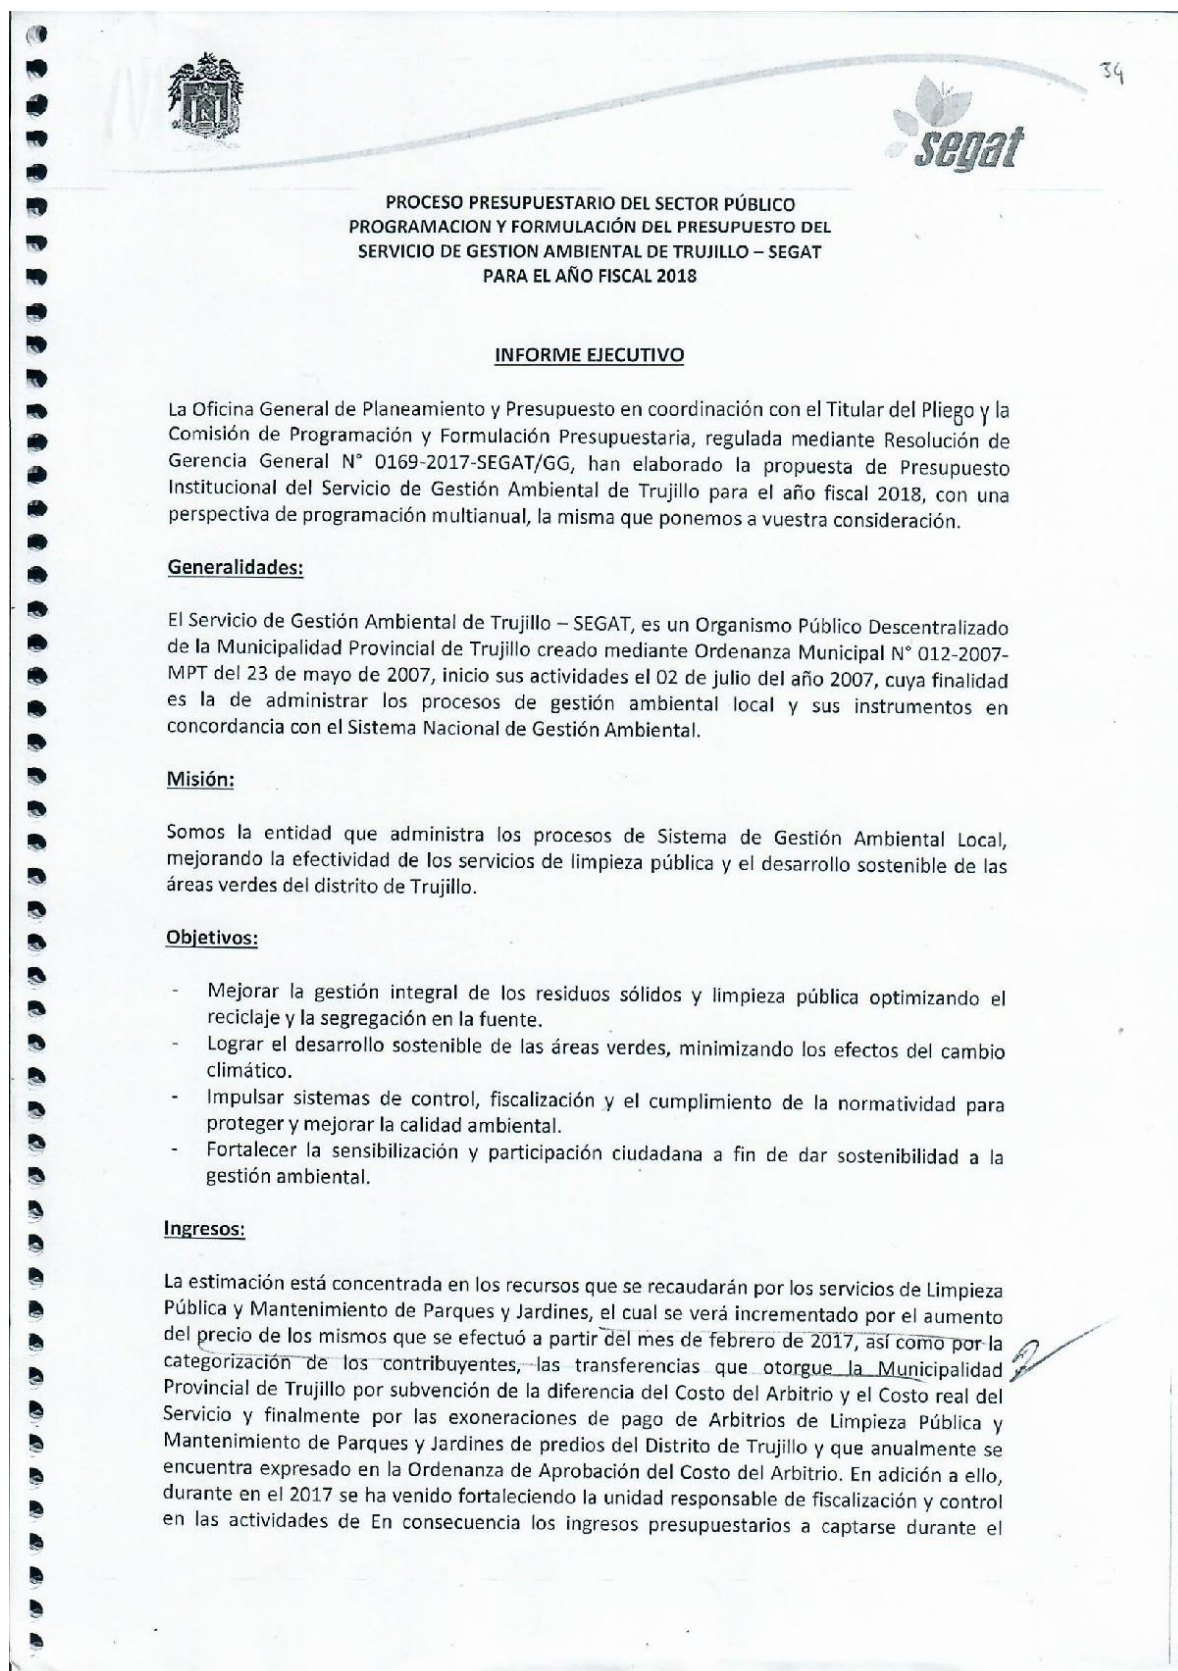 34
segat
PROCESO PRESUPUESTARIO DEL SECTOR PÚBLICO
PROGRAMACION Y FORMULACIÓN DEL PRESUPUESTO DEL
SERVICIO DE GESTION AMBIENTAL DE TRUJILLO – SEGAT
PARA EL AÑO FISCAL 2018
INFORME EJECUTIVO
La Oficina General de Planeamiento y Presupuesto en coordinación con el Titular del Pliego y la
Comisión de Programación y Formulación Presupuestaria, regulada mediante Resolución de
Gerencia General N° 0169-2017-SEGAT/GG, han elaborado la propuesta de Presupuesto
Institucional del Servicio de Gestión Ambiental de Trujillo para el año fiscal 2018, con una
perspectiva de programación multianual, la misma que ponemos a vuestra consideración.
Generalidades:
El Servicio de Gestión Ambiental de Trujillo – SEGAT, es un Organismo Público Descentralizado
de la Municipalidad Provincial de Trujillo creado mediante Ordenanza Municipal N° 012-2007-
MPT del 23 de mayo de 2007, inicio sus actividades el 02 de julio del año 2007, cuya finalidad
es la de administrar los procesos de gestión ambiental local y sus instrumentos en
concordancia con el Sistema Nacional de Gestión Ambiental.
Misión:
Somos la entidad que administra los procesos de Sistema de Gestión Ambiental Local,
mejorando la efectividad de los servicios de limpieza pública y el desarrollo sostenible de las
áreas verdes del distrito de Trujillo.
Objetivos:
- Mejorar la gestión integral de los residuos sólidos y limpieza pública optimizando el
reciclaje y la segregación en la fuente.
- Lograr el desarrollo sostenible de las áreas verdes, minimizando los efectos del cambio
climático.
- Impulsar sistemas de control, fiscalización y el cumplimiento de la normatividad para
proteger y mejorar la calidad ambiental.
- Fortalecer la sensibilización y participación ciudadana a fin de dar sostenibilidad a la
gestión ambiental.
Ingresos:
La estimación está concentrada en los recursos que se recaudarán por los servicios de Limpieza
Pública y Mantenimiento de Parques y Jardines, el cual se verá incrementado por el aumento
del precio de los mismos que se efectuó a partir del mes de febrero de 2017, así como por la
categorización de los contribuyentes, las transferencias que otorgue la Municipalidad
Provincial de Trujillo por subvención de la diferencia del Costo del Arbitrio y el Costo real del
Servicio y finalmente por las exoneraciones de pago de Arbitrios de Limpieza Pública y
Mantenimiento de Parques y Jardines de predios del Distrito de Trujillo y que anualmente se
encuentra expresado en la Ordenanza de Aprobación del Costo del Arbitrio. En adición a ello,
durante en el 2017 se ha venido fortaleciendo la unidad responsable de fiscalización y control
en las actividades de En consecuencia los ingresos presupuestarios a captarse durante el